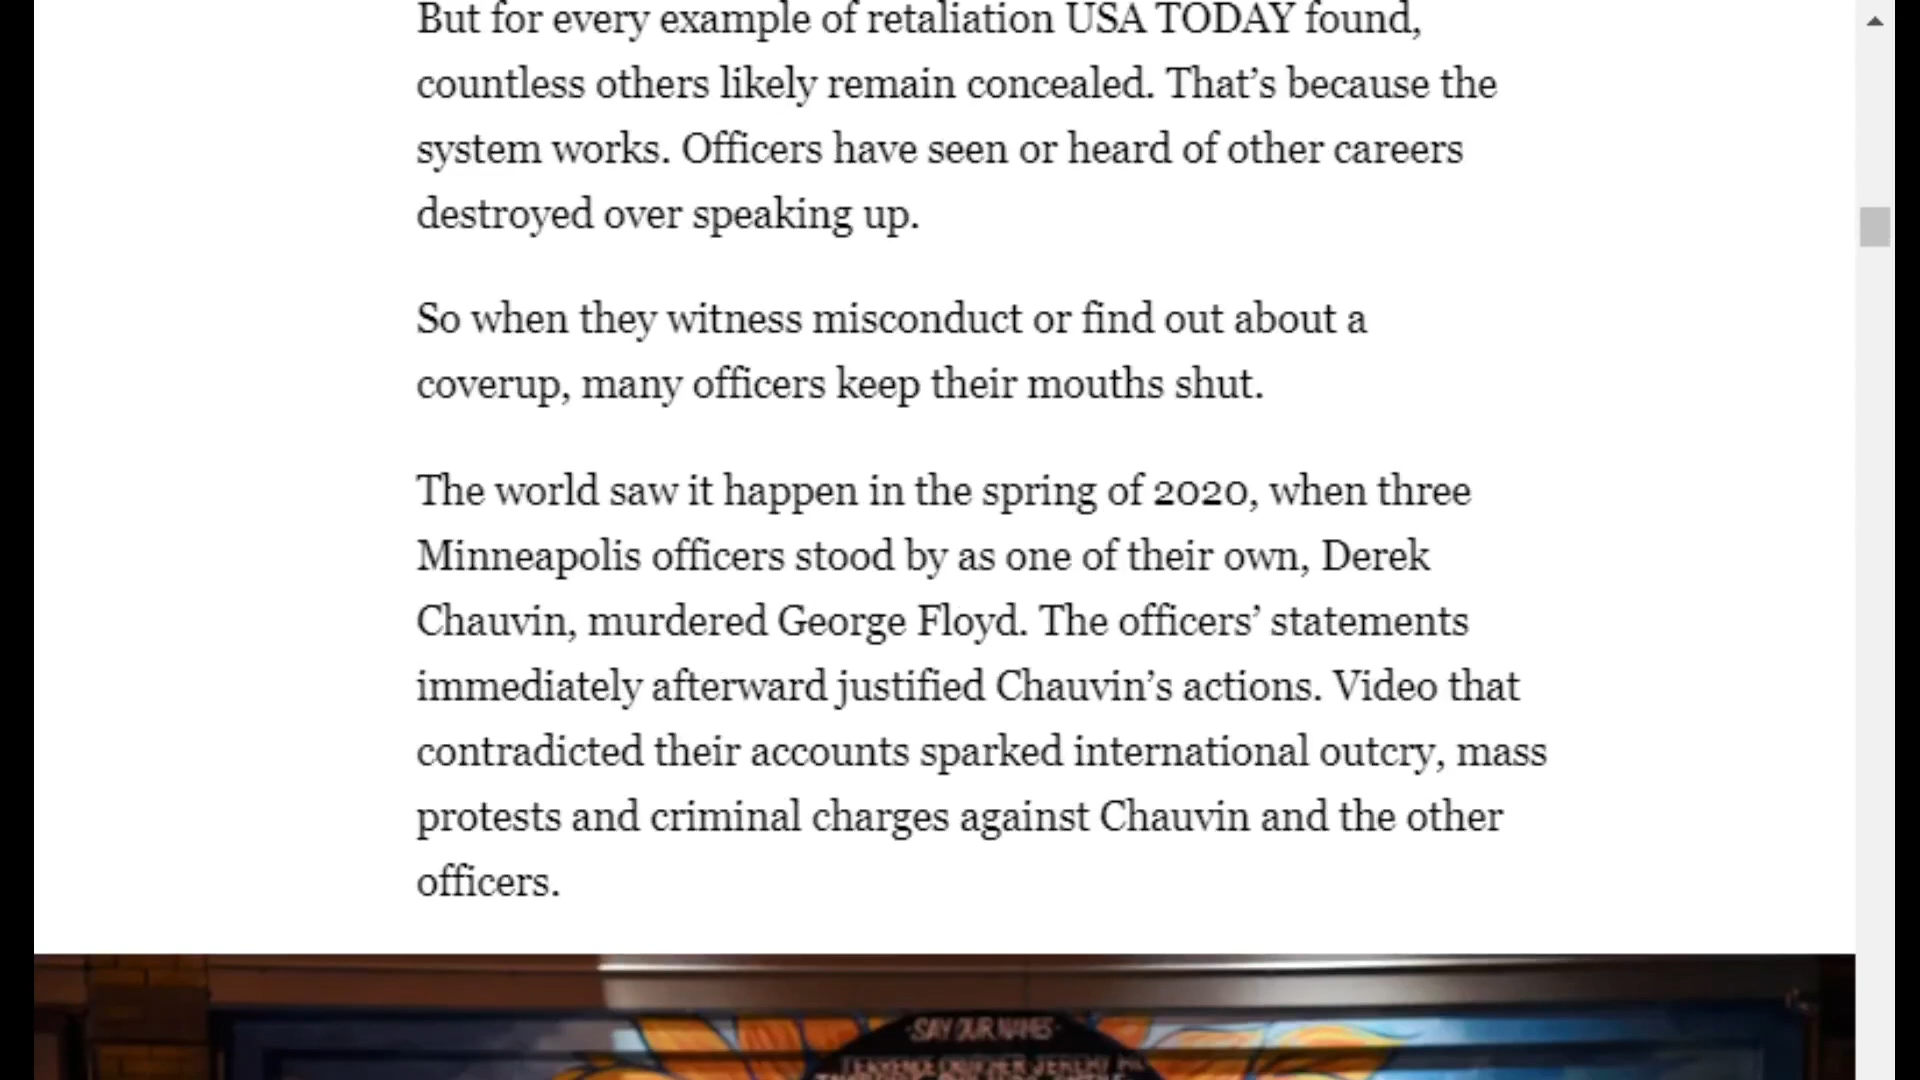 But for every example of retaliation USA TODAY found,
countless others likely remain concealed. That’s because the
system works. Officers have seen or heard of other careers
destroyed over speaking up.
So when they witness misconduct or find out about a
coverup, many officers keep their mouths shut.
The world saw it happen in the spring of 2020, when three
Minneapolis officers stood by as one of their own, Derek
Chauvin, murdered George Floyd. The officers’ statements
immediately afterward justified Chauvin’s actions. Video that
contradicted their accounts sparked international outcry, mass
protests and criminal charges against Chauvin and the other
officers.
SAY OUR NAMES